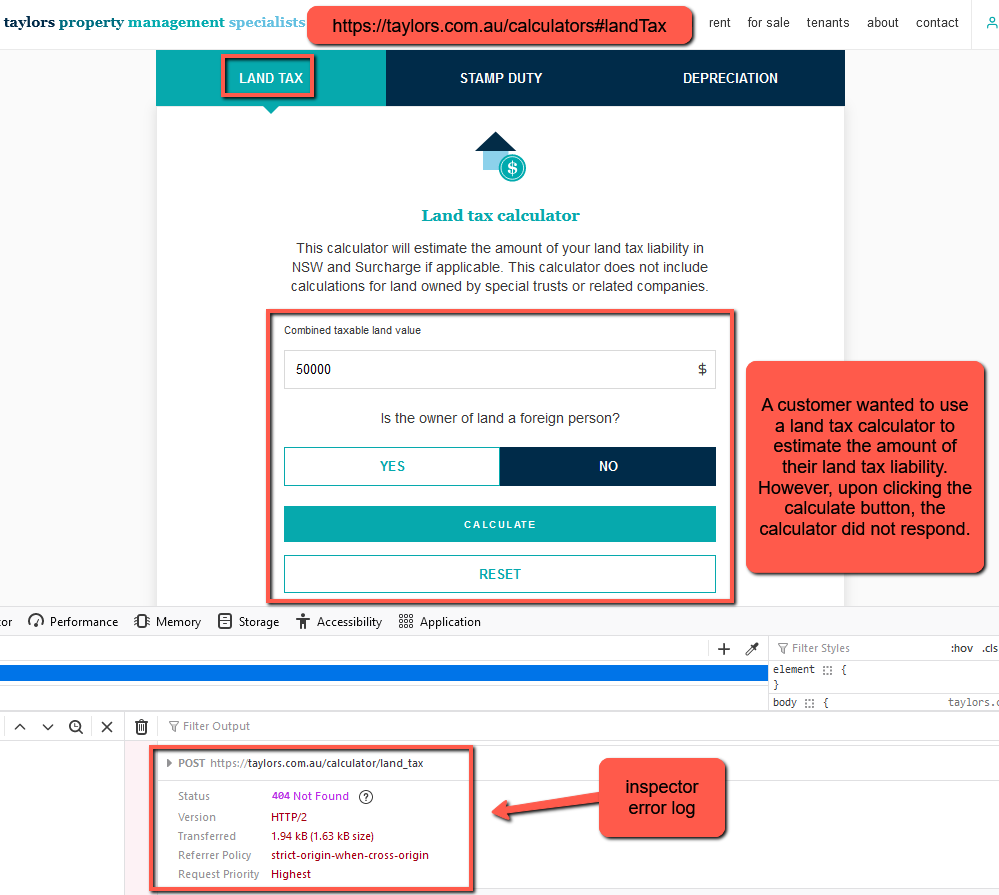 taylors property management specialists
https://taylors.com.au/calculators#landTax
rent for sale tenants about contact
LAND TAX STAMP DUTY DEPRECIATION
$
Land tax calculator
This calculator will estimate the amount of your land tax liability in
NSW and Surcharge if applicable. This calculator does not include
calculations for land owned by special trusts or related companies.
Combined taxable land value
50000 $
Is the owner of land a foreign person?
YES NO
CALCULATE
RESET
A customer wanted to use
a land tax calculator to
estimate the amount of
their land tax liability.
However, upon clicking the
calculate button, the
calculator did not respond.
or Performance Memory Storage Accessibility Application
Filter Styles :hov .cls
element {
}
body { taylors.c
Filter Output
POST https://taylors.com.au/calculator/land_tax
Status 404 Not Found ?
Version HTTP/2
Transferred 1.94 kB (1.63 kB size)
Referrer Policy strict-origin-when-cross-origin
Request Priority Highest
inspector
error log